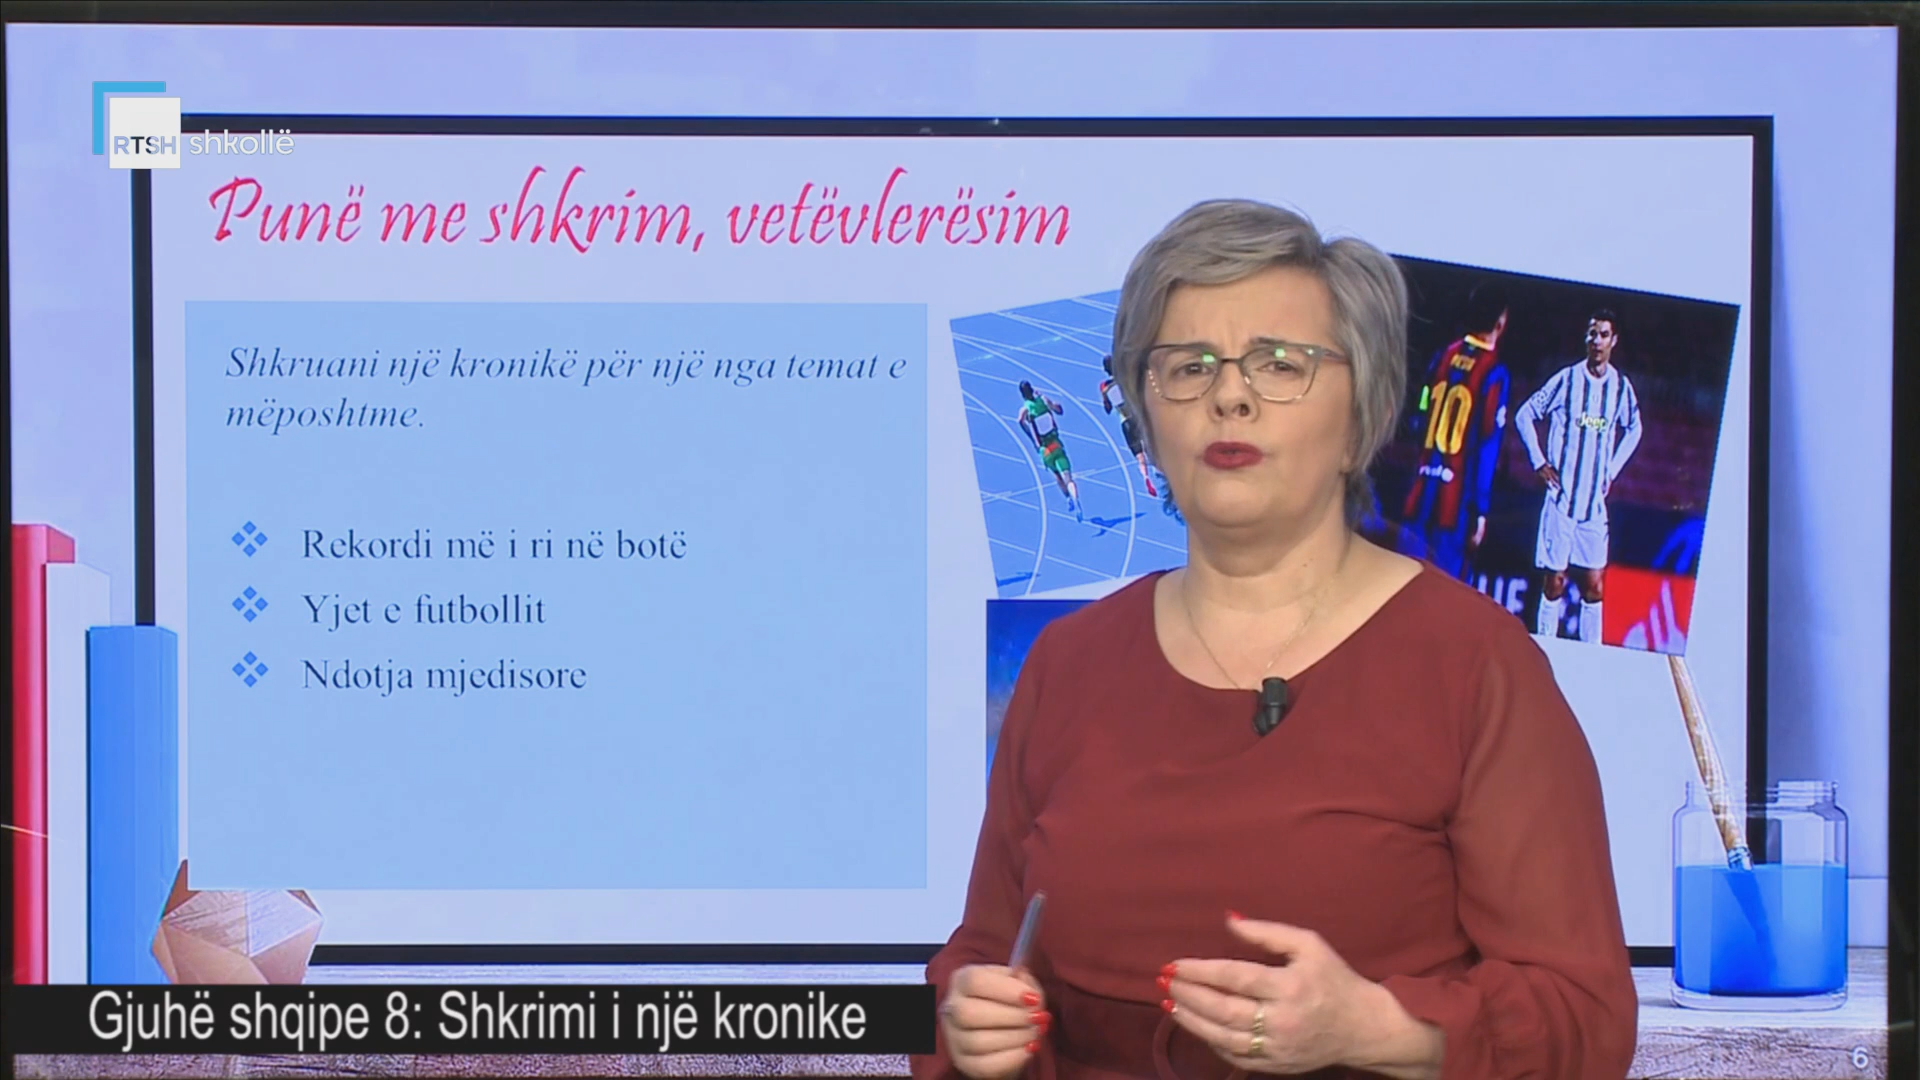 RTSH shkollë
Punë me shkrim, vetëvlerësim
Shkruani një kronikë për një nga temat e
mëposhtme.
Rekordi më i ri në botë
Yjet e futbollit
Ndotja mjedisore
10
Jeep
Gjuhë shqipe 8: Shkrimi i një kronike
6